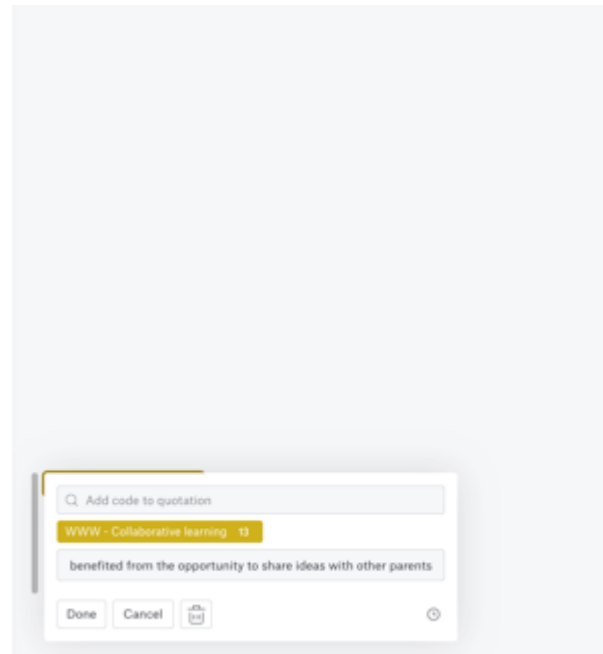 Add code to quotation
WWW - Collaborative learning 13
benefited from the opportunity to share ideas with other parents
Done Cancel